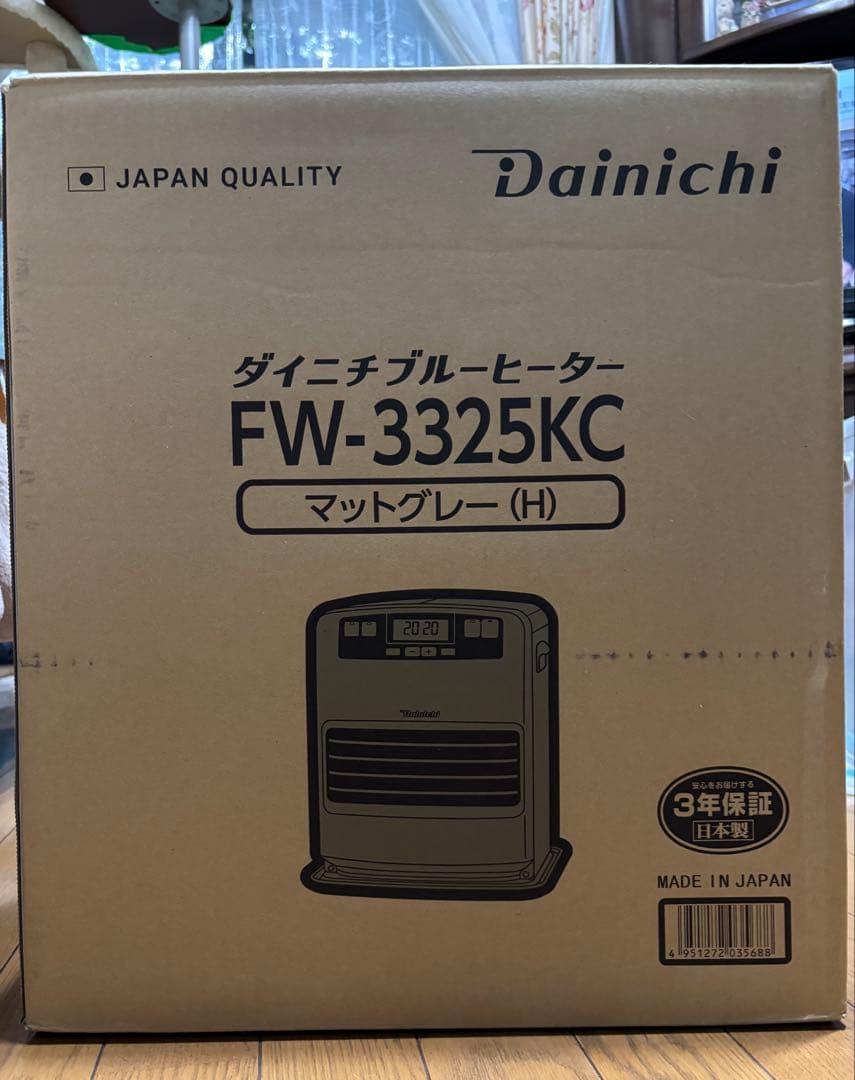 JAPAN QUALITY
Dainichi
ダイニチブルーヒーター
FW-3325KC
マットグレー(H)
20 20
Dainichi
安心をお届けする
3年保証
日本製
MADE IN JAPAN
4 951272 035688